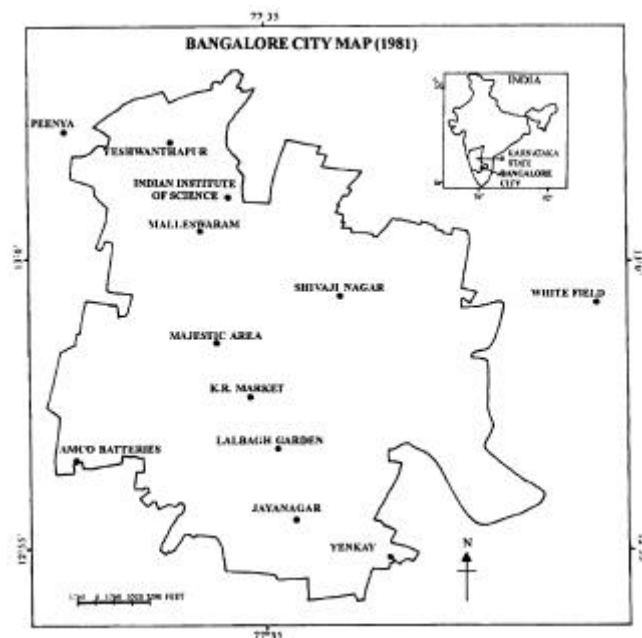 77 35
BANGALORE CITY MAP (1981)
INDIA
KARNATAKA
STATE
BANGALORE
CITY
PEENYA
YESHWANTHAPUR
INDIAN INSTITUTE
OF SCIENCE
MALLESWARAM
SHIVAJI NAGAR
WHITE FIELD
MAJESTIC AREA
K.R. MARKET
LALBAGH GARDEN
AMCO BATTERIES
JAYANAGAR
YENKAY
N
12°55'
FEET
77°35